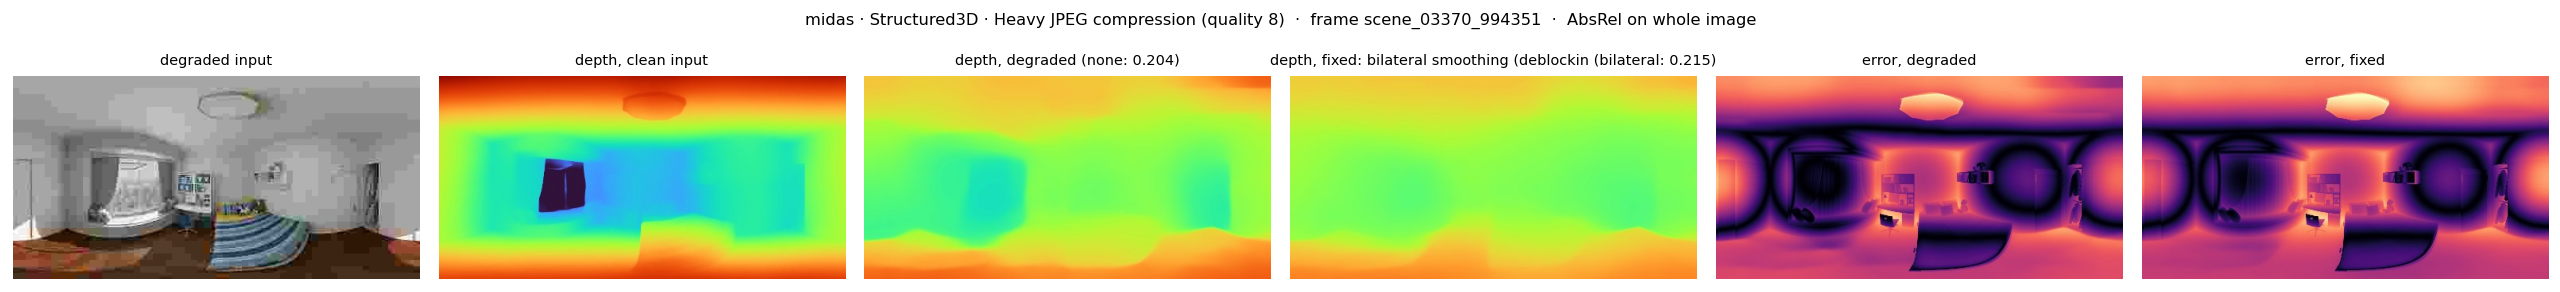 midas · Structured3D · Heavy JPEG compression (quality 8)  ·  frame scene_03370_994351  ·  AbsRel on whole image
degraded input
depth, clean input
depth, degraded (none: 0.204)
depth, fixed: bilateral smoothing (deblockin (bilateral: 0.215)
error, degraded
error, fixed